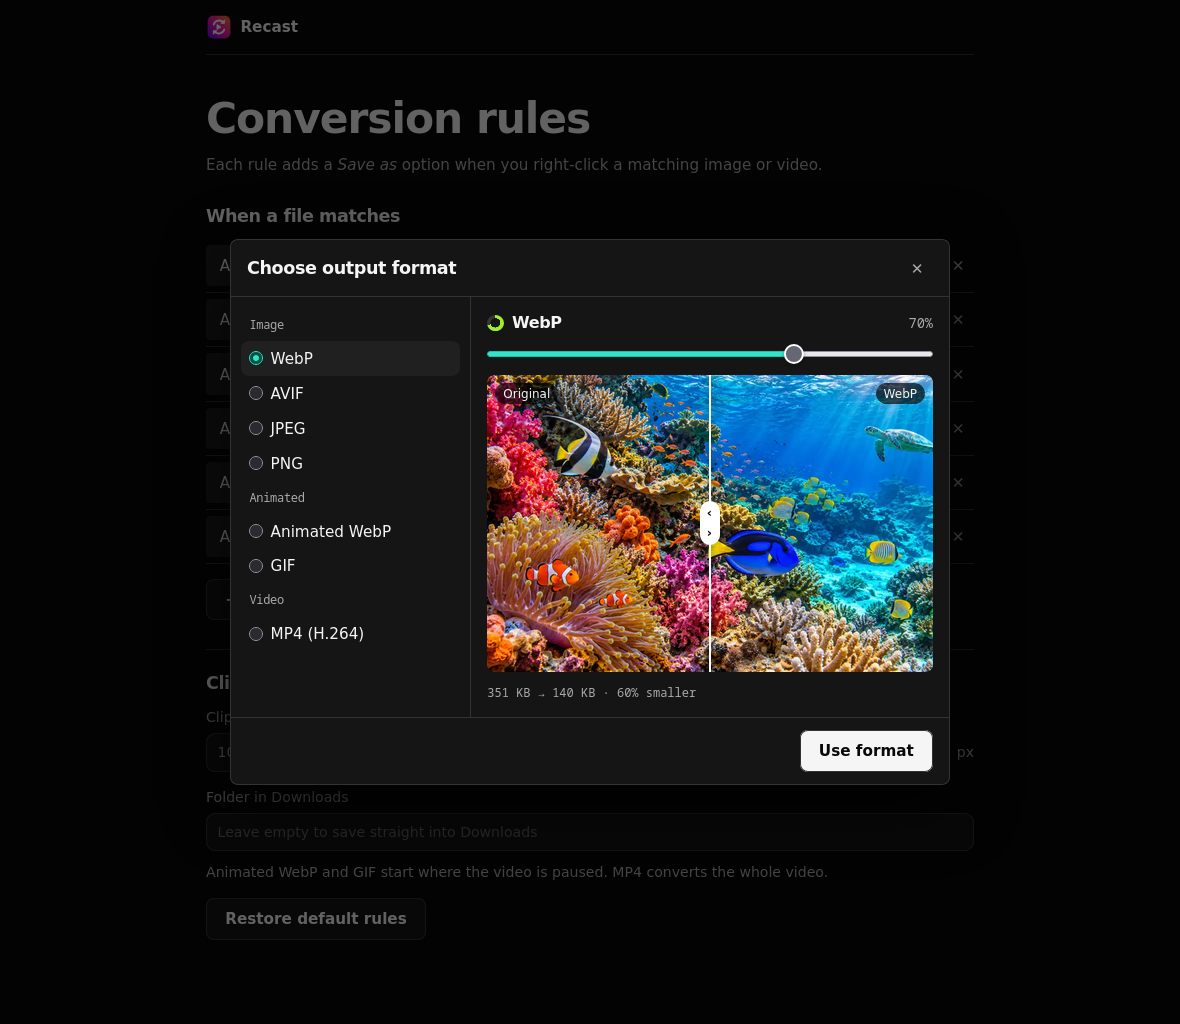 Recast
Conversion rules
Each rule adds a Save as option when you right-click a matching image or video.
When a file matches
Choose output format
Image
WebP
AVIF
JPEG
PNG
Animated
Animated WebP
GIF
Video
MP4 (H.264)
WebP
70%
Original
WebP
351 KB → 140 KB · 60% smaller
Use format
px
Folder in Downloads
Leave empty to save straight into Downloads
Animated WebP and GIF start where the video is paused. MP4 converts the whole video.
Restore default rules